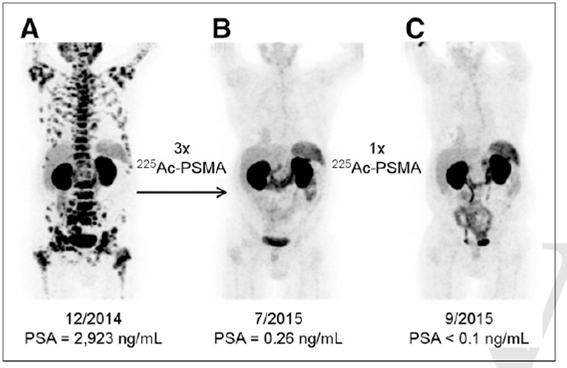 A
B
C
3x
225Ac-PSMA
1x
225Ac-PSMA
12/2014
PSA = 2,923 ng/mL
7/2015
PSA = 0.26 ng/mL
9/2015
PSA < 0.1 ng/mL